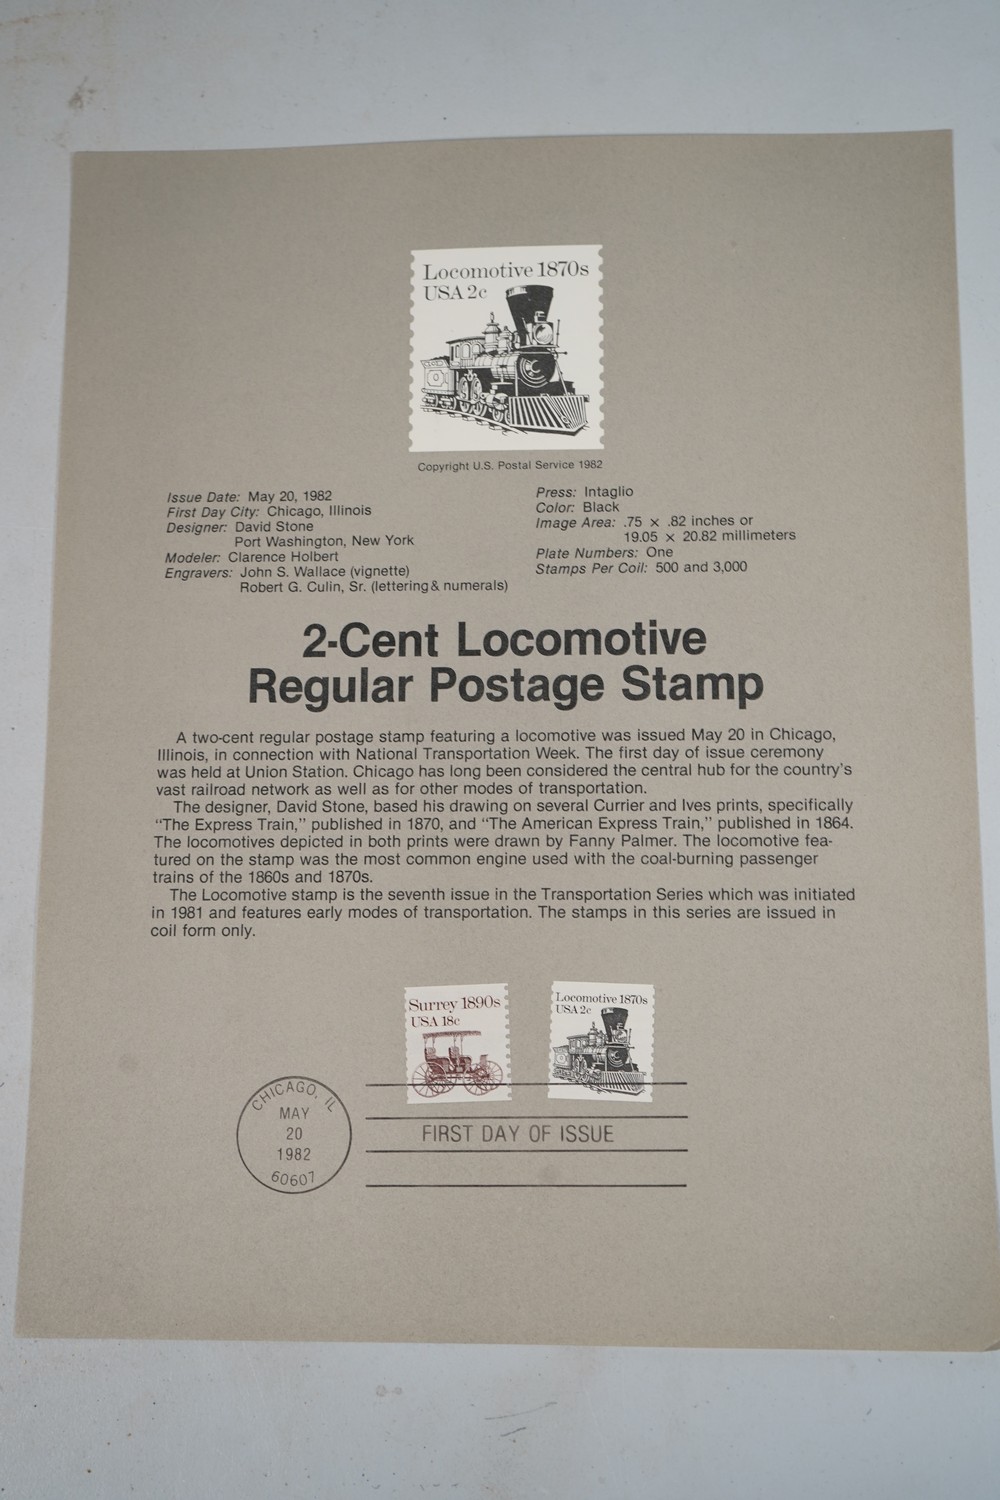 Locomotive 1870s
USA 2c
Copyright U.S. Postal Service 1982
Issue Date: May 20, 1982
First Day City: Chicago, Illinois
Designer: David Stone
Port Washington, New York
Modeler: Clarence Holbert
Engravers: John S. Wallace (vignette)
Robert G. Culin, Sr. (lettering & numerals)
Press: Intaglio
Color: Black
Image Area: .75 × .82 inches or
19.05 × 20.82 millimeters
Plate Numbers: One
Stamps Per Coil: 500 and 3,000
2-Cent Locomotive
Regular Postage Stamp
A two-cent regular postage stamp featuring a locomotive was issued May 20 in Chicago,
Illinois, in connection with National Transportation Week. The first day of issue ceremony
was held at Union Station. Chicago has long been considered the central hub for the country's
vast railroad network as well as for other modes of transportation.
The designer, David Stone, based his drawing on several Currier and Ives prints, specifically
"The Express Train," published in 1870, and "The American Express Train," published in 1864.
The locomotives depicted in both prints were drawn by Fanny Palmer. The locomotive fea-
tured on the stamp was the most common engine used with the coal-burning passenger
trains of the 1860s and 1870s.
The Locomotive stamp is the seventh issue in the Transportation Series which was initiated
in 1981 and features early modes of transportation. The stamps in this series are issued in
coil form only.
Surrey 1890s
USA 18c
Locomotive 1870s
USA 2c
CHICAGO, IL
MAY
20
1982
60607
FIRST DAY OF ISSUE